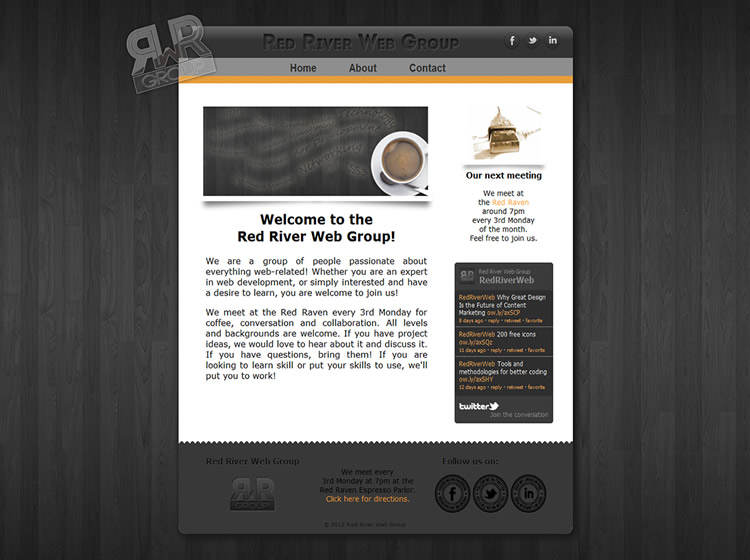 RWR
GROUP
Red River Web Group
Home About Contact
Technology
Networking
Our next meeting
We meet at
the Red Raven
around 7pm
every 3rd Monday
of the month.
Feel free to join us.
Welcome to the
Red River Web Group!
We are a group of people passionate about
everything web-related! Whether you are an expert
in web development, or simply interested and have
a desire to learn, you are welcome to join us!
We meet at the Red Raven every 3rd Monday for
coffee, conversation and collaboration. All levels
and backgrounds are welcome. If you have project
ideas, we would love to hear about it and discuss it.
If you have questions, bring them! If you are
looking to learn skill or put your skills to use, we'll
put you to work!
Red River Web Group
RedRiverWeb
RedRiverWeb Why Great Design
Is the Future of Content
Marketing ow.ly/axSCP
8 days ago · reply · retweet · favorite
RedRiverWeb 200 free icons
ow.ly/axSQz
11 days ago · reply · retweet · favorite
RedRiverWeb Tools and
methodologies for better coding
ow.ly/axSHY
12 days ago · reply · retweet · favorite
twitter
Join the conversation
Red River Web Group
RWR
GROUP
We meet every
3rd Monday at 7pm at the
Red Raven Espresso Parlor.
Click here for directions.
Follow us on:
© 2012 Red River Web Group